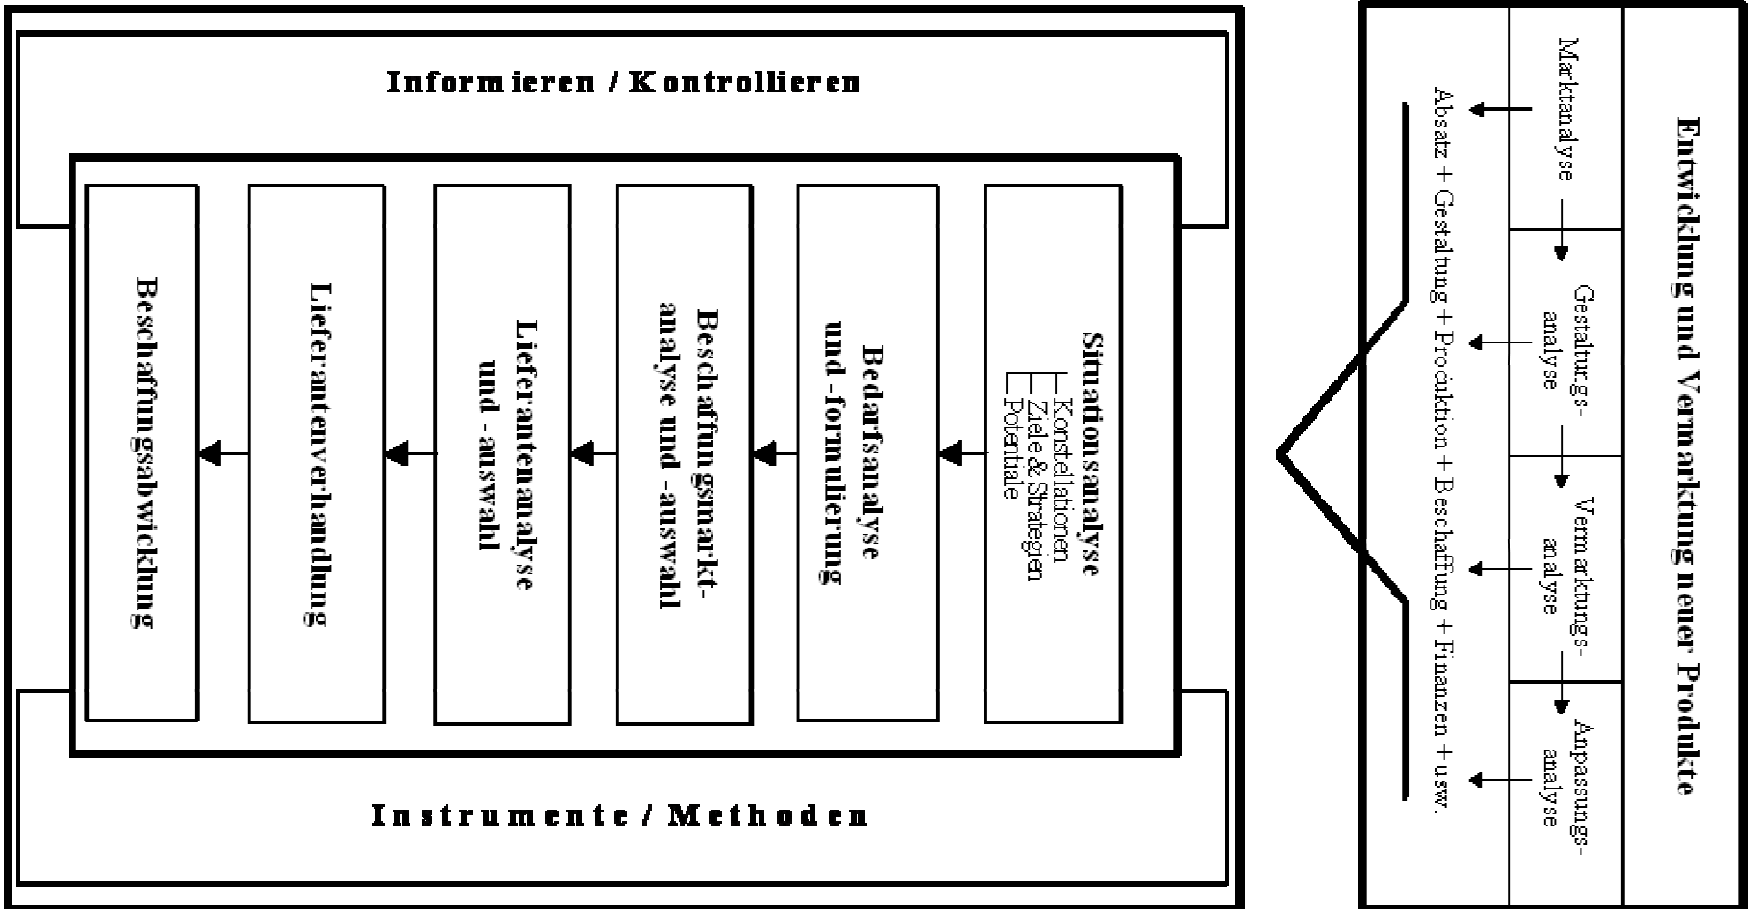 Entwicklung und Vermarktung neuer Produkte
Marktanalyse
Gestaltungs-
analyse
Vermarktungs-
analyse
Anpassungs-
analyse
Absatz + Gestaltung + Produktion + Beschaffung + Finanzen + usw.
Informieren / Kontrollieren
Situationsanalyse
Konstellationen
Ziele & Strategien
Potentiale
Bedarfsanalyse
und -formulierung
Beschaffungsmarkt-
analyse und -auswahl
Lieferantenanalyse
und -auswahl
Lieferantenverhandlung
Beschaffungsabwicklung
Instrumente / Methoden